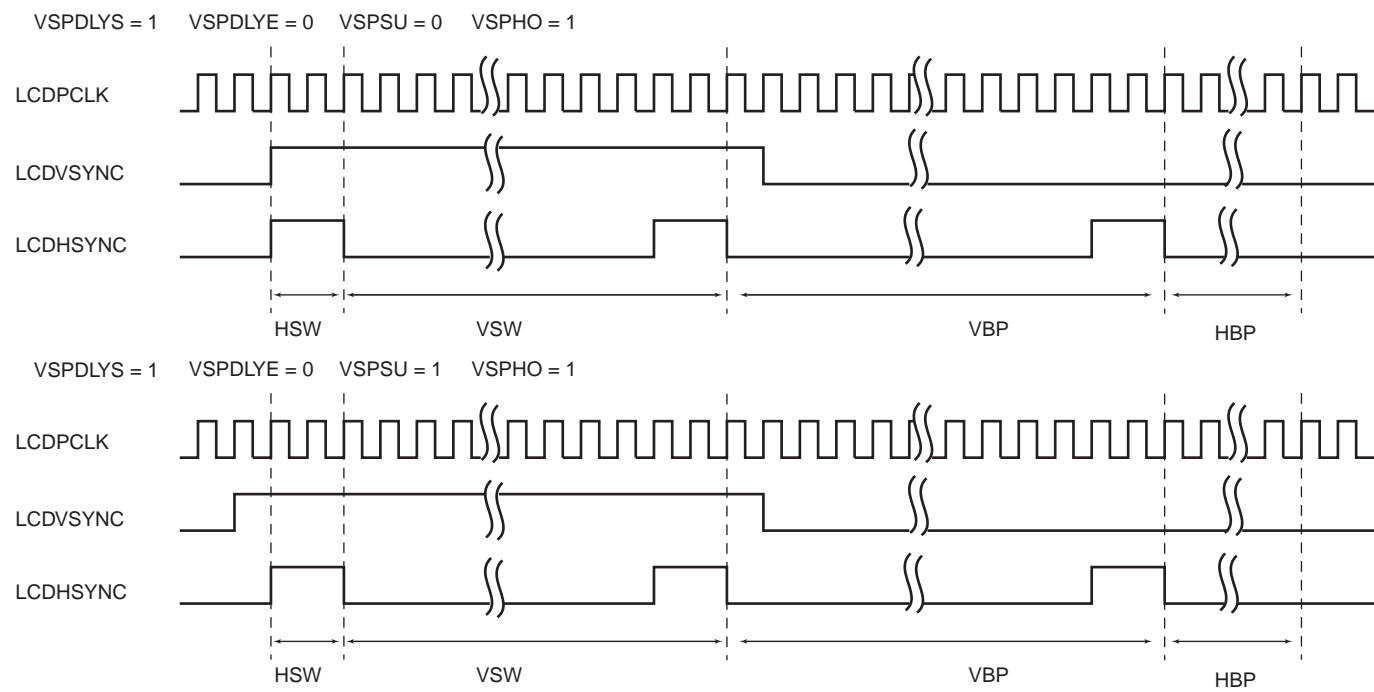 VSPDLYS = 1 VSPDLYE = 0 VSPSU = 0 VSPHO = 1
LCDPCLK
LCDVSYNC
LCDHSYNC
HSW VSW VBP HBP
VSPDLYS = 1 VSPDLYE = 0 VSPSU = 1 VSPHO = 1
LCDPCLK
LCDVSYNC
LCDHSYNC
HSW VSW VBP HBP